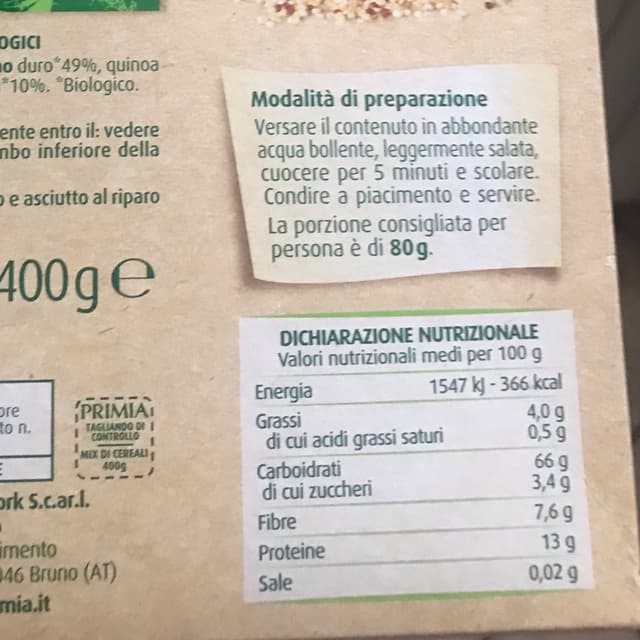 OGICI
no duro*49%, quinoa
*10%. *Biologico.
ente entro il: vedere
mbo inferiore della
o e asciutto al riparo
400g e
Modalità di preparazione
Versare il contenuto in abbondante
acqua bollente, leggermente salata,
cuocere per 5 minuti e scolare.
Condire a piacimento e servire.
La porzione consigliata per
persona è di 80g.
DICHIARAZIONE NUTRIZIONALE
Valori nutrizionali medi per 100 g
Energia 1547 kJ - 366 kcal
Grassi 4,0 g
di cui acidi grassi saturi 0,5 g
Carboidrati 66 g
di cui zuccheri 3,4 g
Fibre 7,6 g
Proteine 13 g
Sale 0,02 g
ore
to n.
E
PRIMIA
TAGLIANDO DI
CONTROLLO
MIX DI CEREALI
400g
ork S.c.ar.l.
imento
046 Bruno (AT)
mia.it